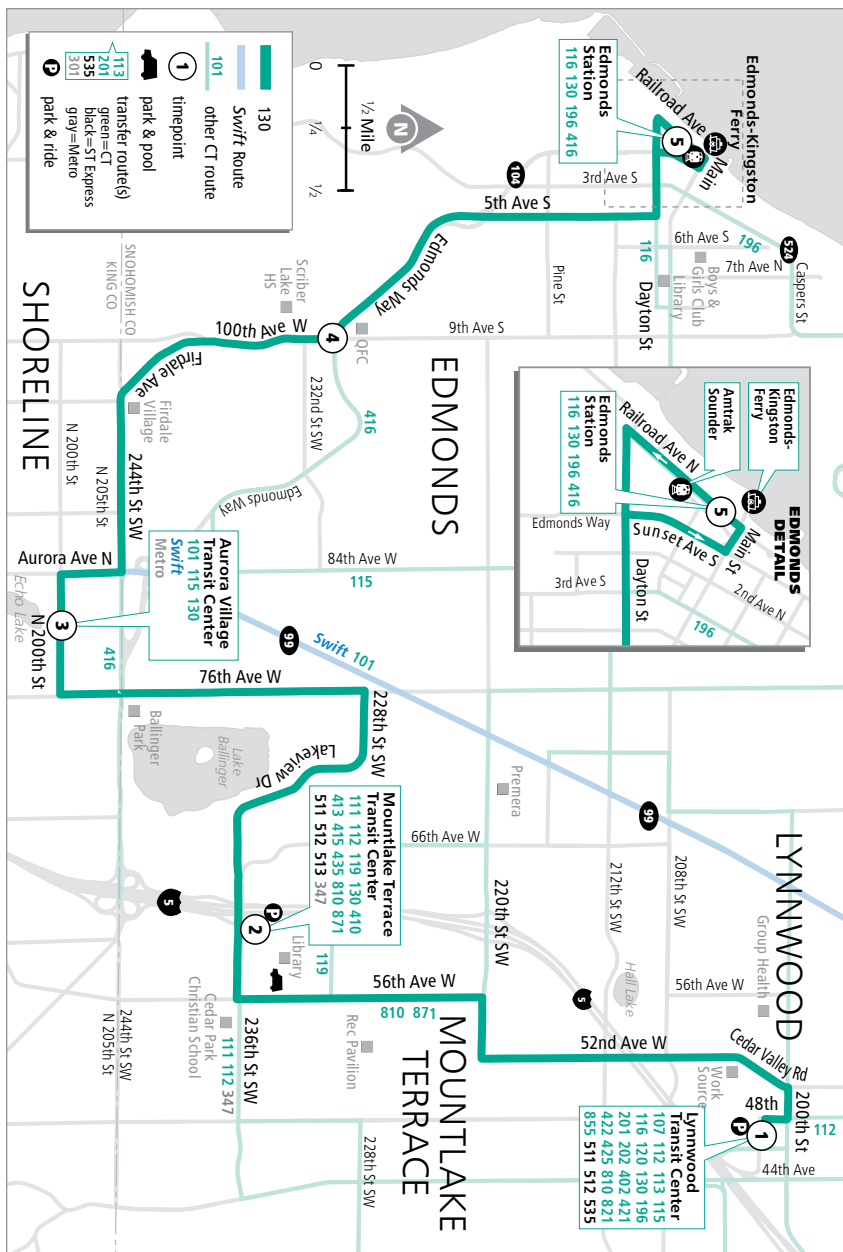 130
Swift Route
101
other CT route
1
timepoint
park & pool
113
201
535
301
transfer route(s)
green=CT
black=ST Express
gray=Metro
P
park & ride
0
1/4
1/2
1/2 Mile
N
Edmonds-Kingston
Ferry
Railroad Ave
Main
5
Edmonds
Station
116 130 196 416
104
3rd Ave S
5th Ave S
Edmonds Way
6th Ave S
196
524
7th Ave N
Caspers St
116
Boys &
Girls Club
Library
Dayton St
Pine St
9th Ave S
QFC
4
Scriber
Lake
HS
100th Ave W
Firdale Ave
SNOHOMISH CO
KING CO
SHORELINE
EDMONDS
232nd St SW
416
Edmonds Way
Firdale
Village
N 200th St
N 205th St
244th St SW
Aurora Ave N
Echo Lake
N 200th St
3
Aurora Village
Transit Center
101 115 130
Swift
Metro
84th Ave W
115
99
Swift 101
416
76th Ave W
228th St SW
Ballinger
Park
Lake
Ballinger
Lakeview Dr
EDMONDS
DETAIL
Edmonds-
Kingston
Ferry
Amtrak
Sounder
Edmonds
Station
116 130 196 416
Railroad Ave N
5
Main St
Sunset Ave S
Edmonds Way
3rd Ave S
2nd Ave N
Dayton St
196
Premera
66th Ave W
99
LYNNWOOD
Group Health
208th St SW
212th St SW
220th St SW
Mountlake Terrace
Transit Center
111 112 119 130 410
413 415 435 810 871
511 512 513 347
5
P
2
Library
119
56th Ave W
810 871
Hall Lake
5
56th Ave W
MOUNTLAKE
TERRACE
52nd Ave W
Cedar Valley Rd
Work
Source
48th
200th St
112
P
1
44th Ave
Lynnwood
Transit Center
107 112 113 115
116 120 130 196
201 202 402 421
422 425 810 821
855 511 512 535
Cedar Park
Christian School
111 112 347
236th St SW
Rec Pavilion
228th St SW
244th St SW
N 205th St